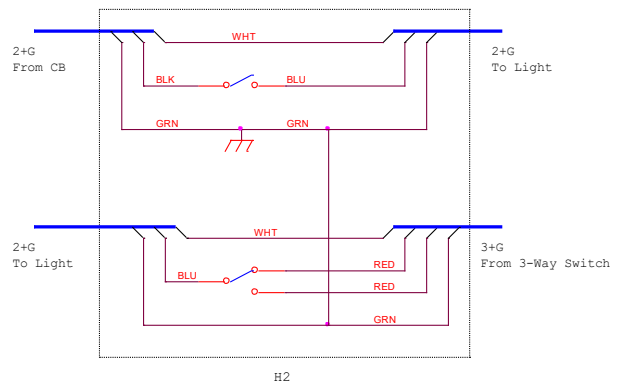 WHT
2+G
From CB
2+G
To Light
BLK
BLU
GRN
GRN
WHT
2+G
To Light
3+G
From 3-Way Switch
RED
BLU
RED
GRN
H2